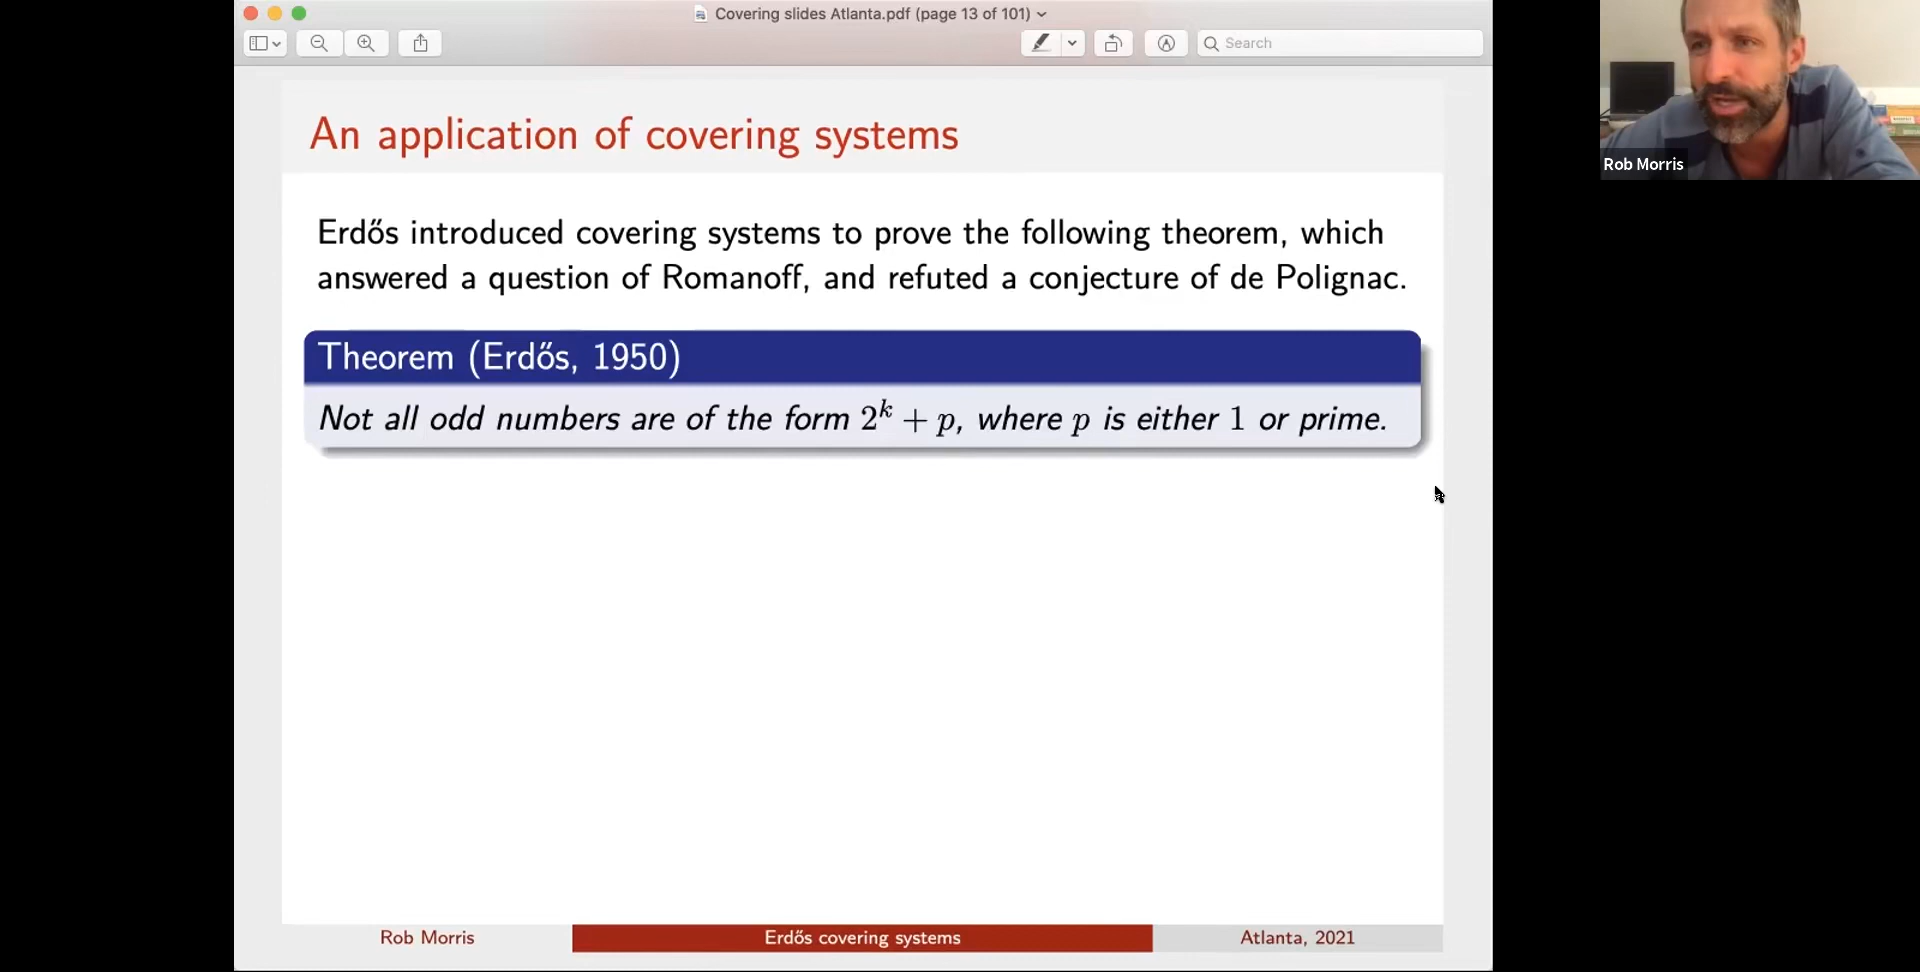 Covering slides Atlanta.pdf (page 13 of 101)
Search
An application of covering systems
Erdős introduced covering systems to prove the following theorem, which
answered a question of Romanoff, and refuted a conjecture of de Polignac.
Theorem (Erdős, 1950)
Not all odd numbers are of the form 2^k + p, where p is either 1 or prime.
Rob Morris
Erdős covering systems
Atlanta, 2021
Rob Morris